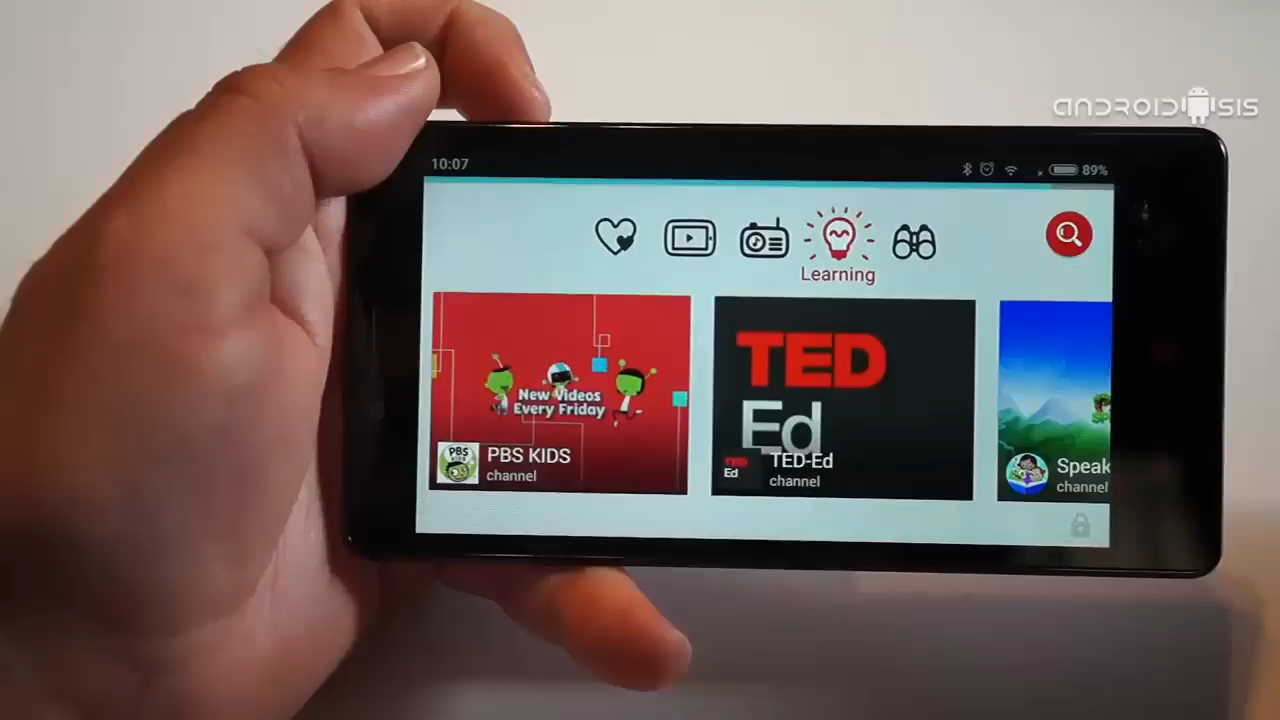 ANDROIDSIS
10:07
89%
Learning
New Videos
Every Friday
PBS
KIDS
PBS KIDS
channel
TED
Ed
TED
Ed
TED-Ed
channel
Speak
channel